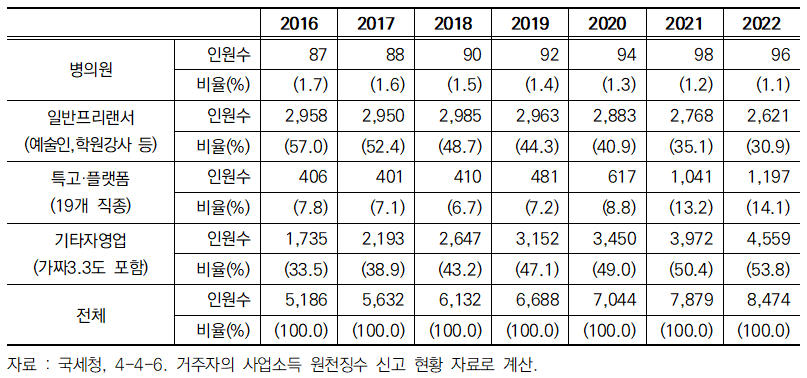 2016 2017 2018 2019 2020 2021 2022
병의원 인원수 87 88 90 92 94 98 96
비율(%) (1.7) (1.6) (1.5) (1.4) (1.3) (1.2) (1.1)
일반프리랜서 인원수 2,958 2,950 2,985 2,963 2,883 2,768 2,621
(예술인,학원강사 등) 비율(%) (57.0) (52.4) (48.7) (44.3) (40.9) (35.1) (30.9)
특고·플랫폼 인원수 406 401 410 481 617 1,041 1,197
(19개 직종) 비율(%) (7.8) (7.1) (6.7) (7.2) (8.8) (13.2) (14.1)
기타자영업 인원수 1,735 2,193 2,647 3,152 3,450 3,972 4,559
(가짜3.3도 포함) 비율(%) (33.5) (38.9) (43.2) (47.1) (49.0) (50.4) (53.8)
전체 인원수 5,186 5,632 6,132 6,688 7,044 7,879 8,474
비율(%) (100.0) (100.0) (100.0) (100.0) (100.0) (100.0) (100.0)
자료 : 국세청, 4-4-6. 거주자의 사업소득 원천징수 신고 현황 자료로 계산.